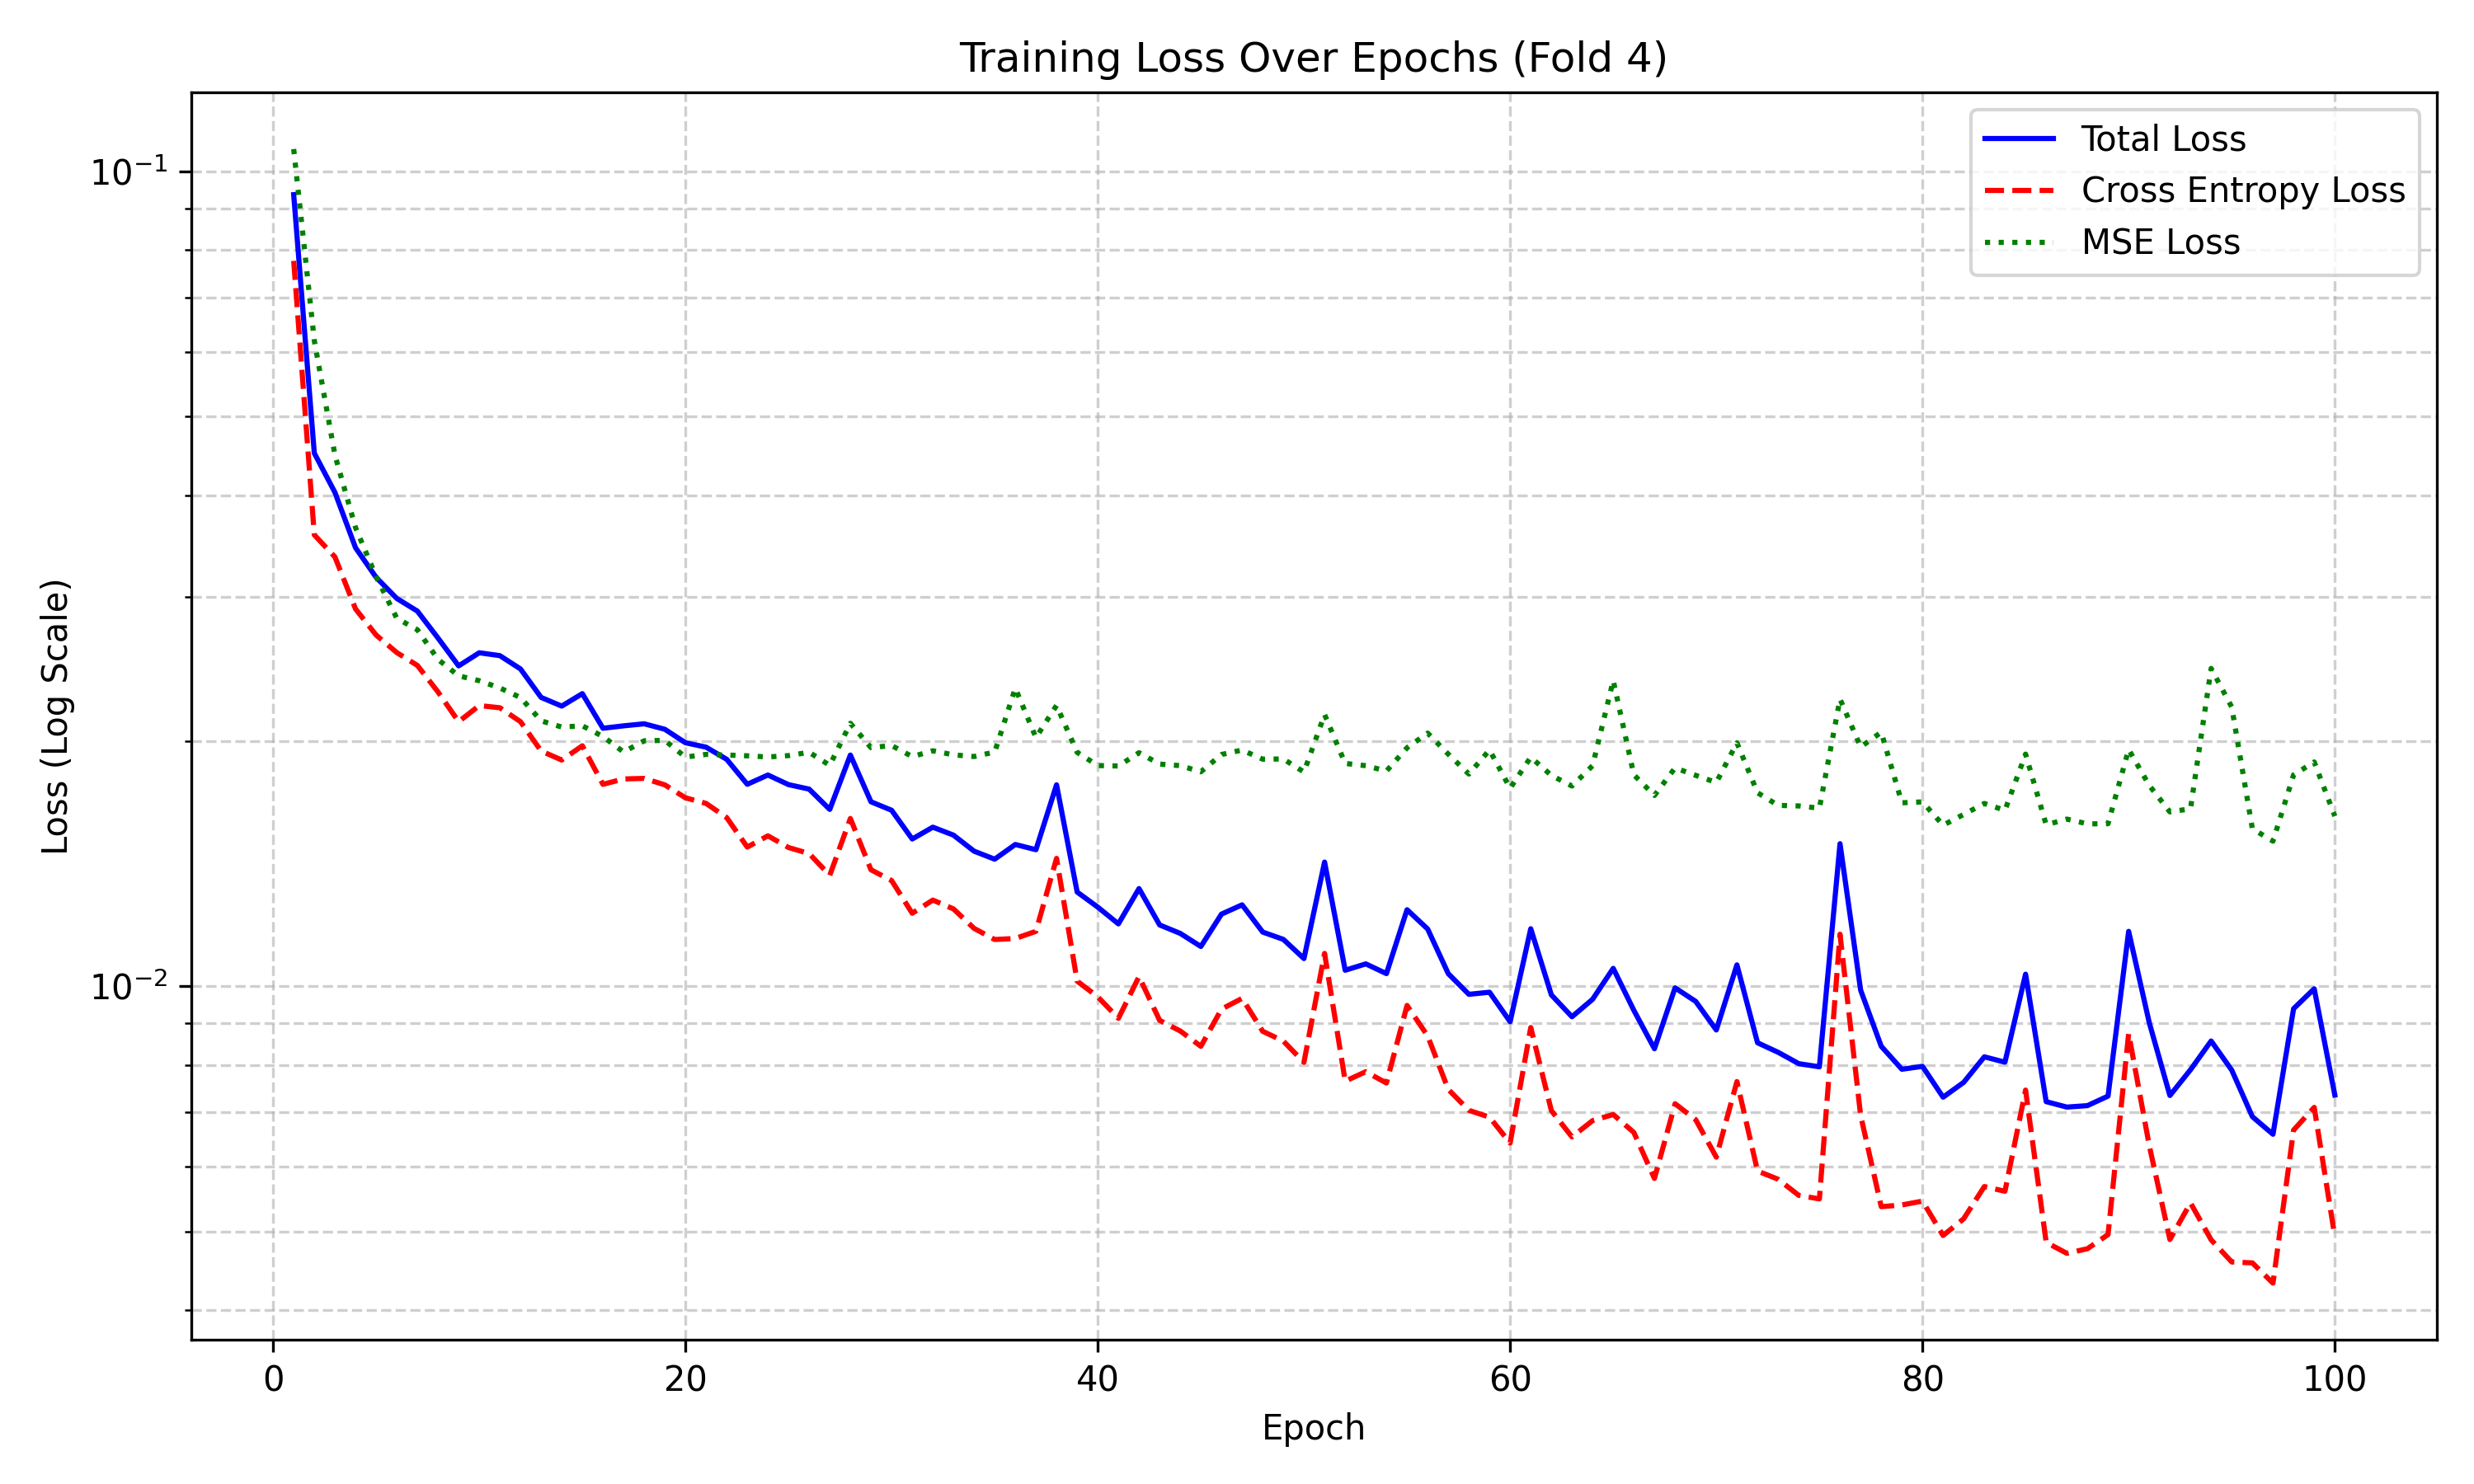 Training Loss Over Epochs (Fold 4)
Total Loss
Cross Entropy Loss
MSE Loss
10⁻¹
10⁻²
Loss (Log Scale)
0 20 40 60 80 100
Epoch